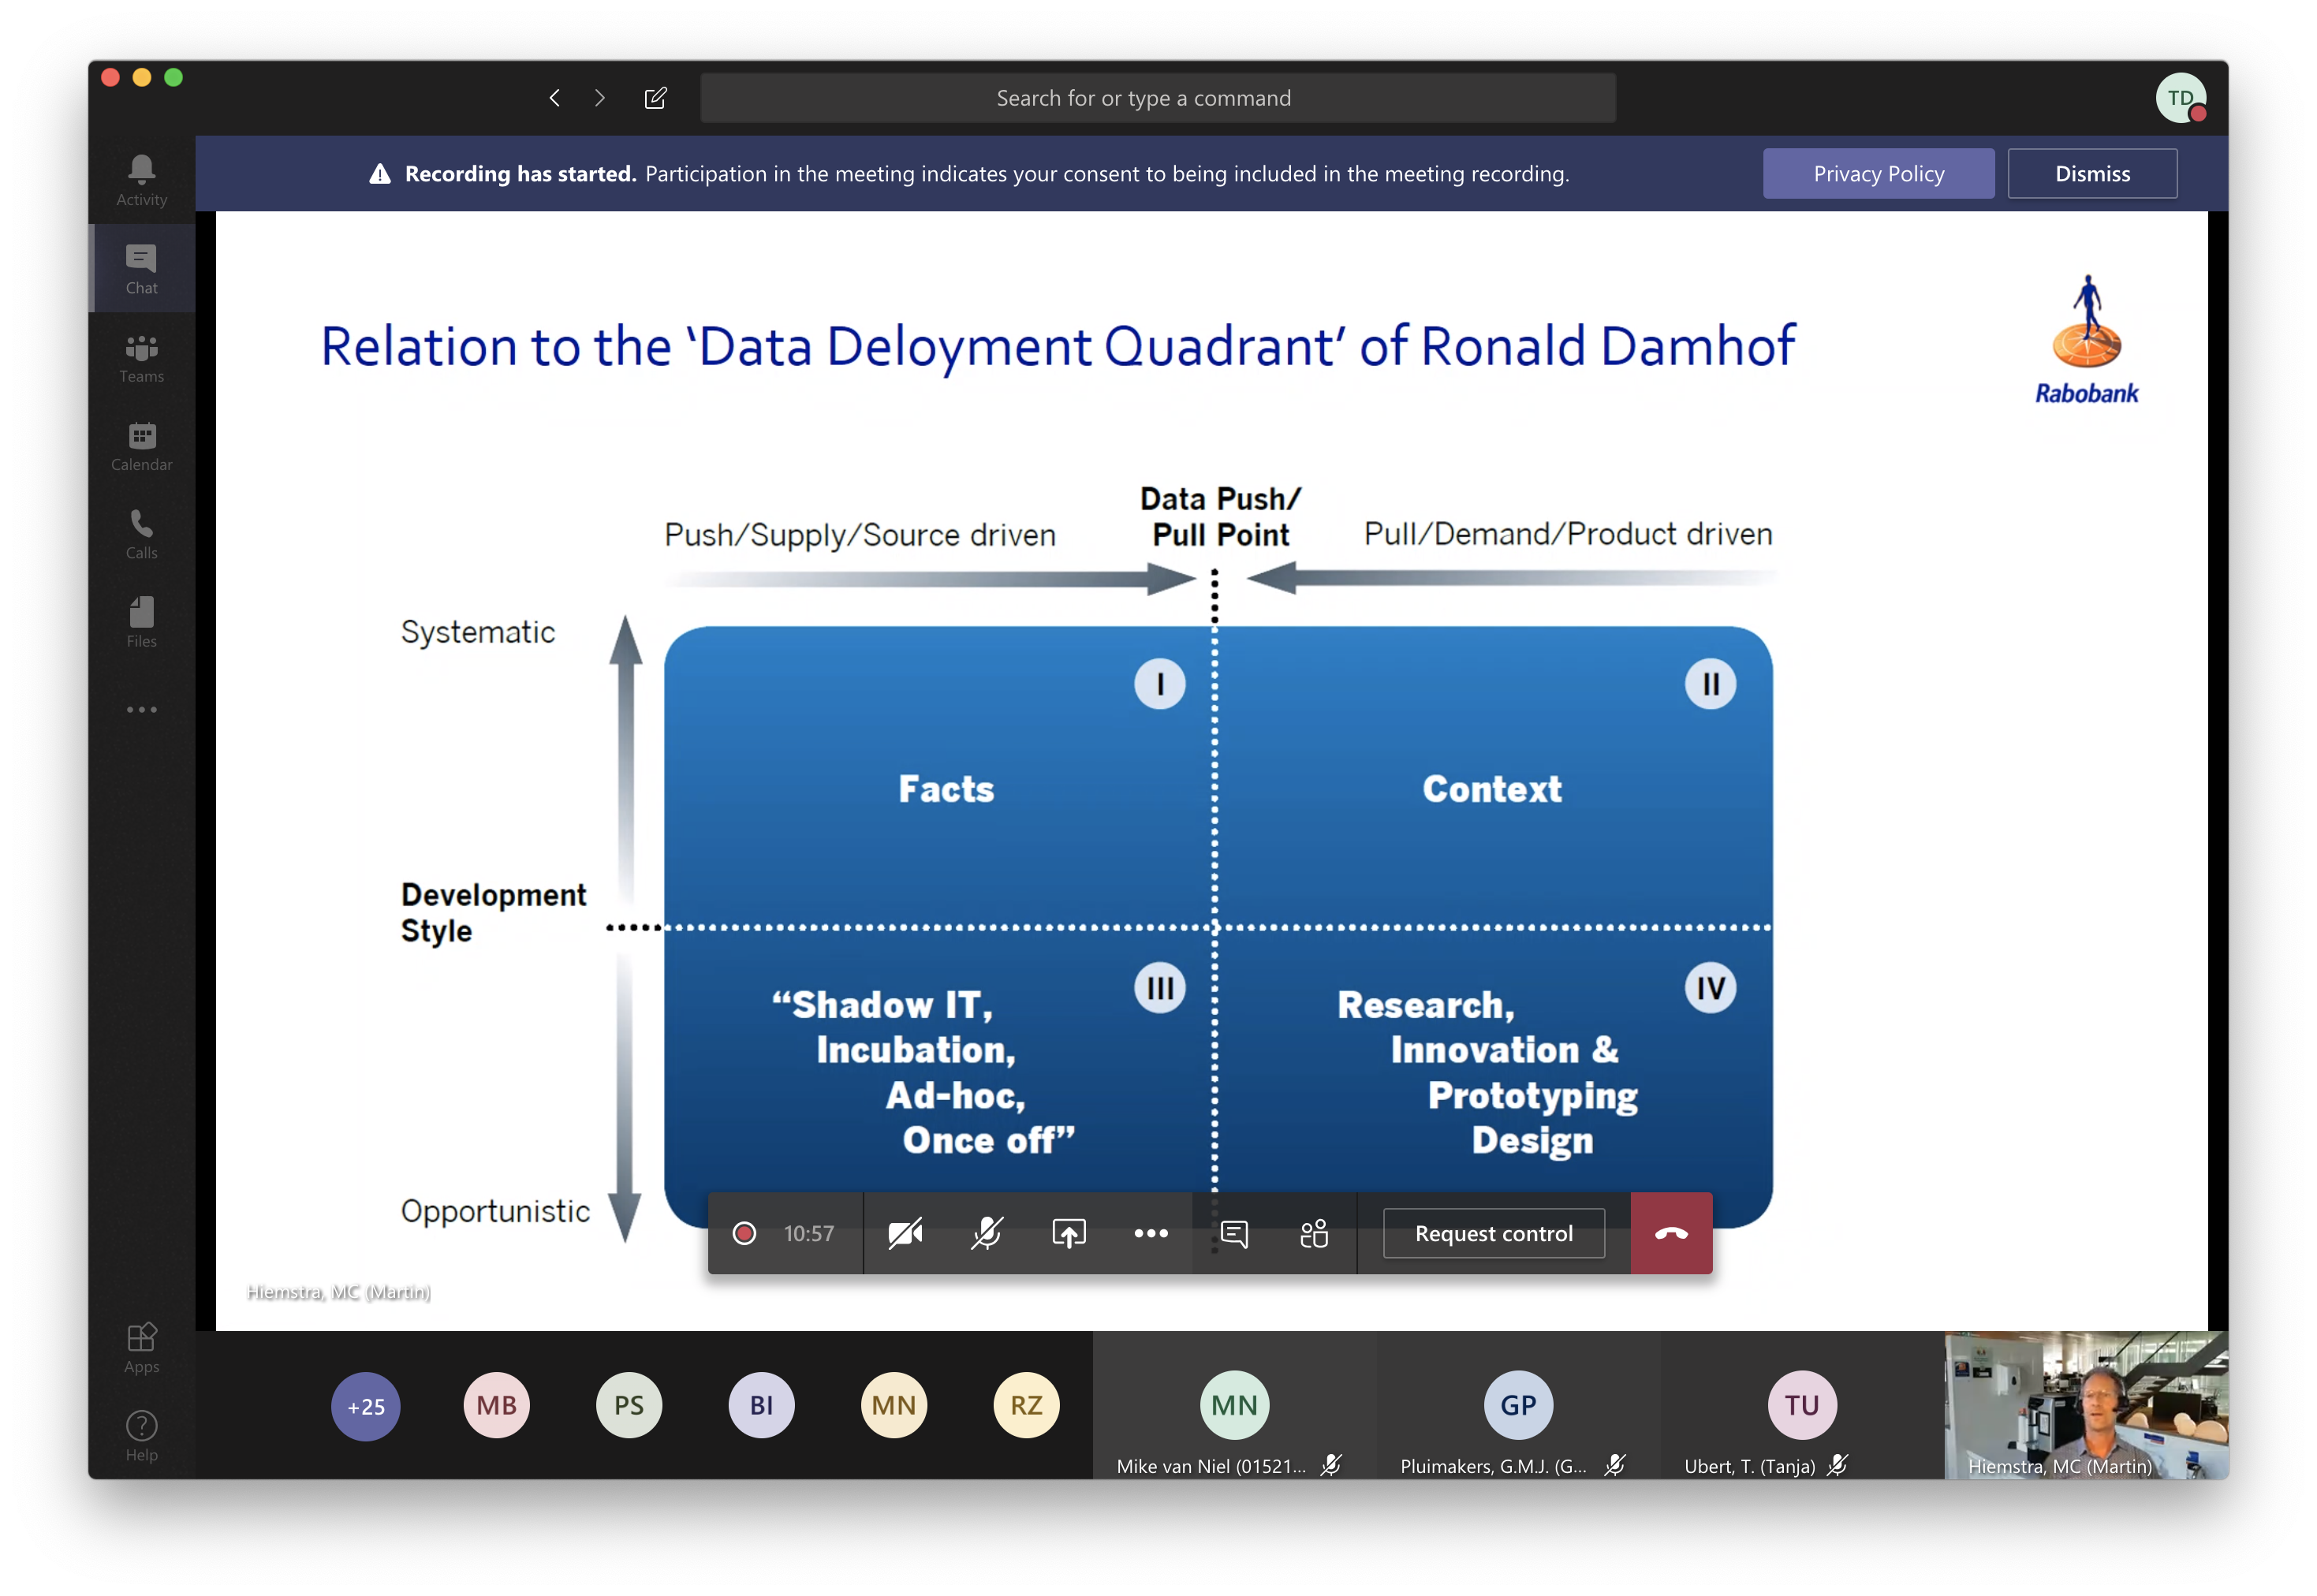 Search for or type a command
TD
Activity
Chat
Teams
Calendar
Calls
Files
Apps
Help
Recording has started. Participation in the meeting indicates your consent to being included in the meeting recording.
Privacy Policy
Dismiss
Relation to the ‘Data Deloyment Quadrant’ of Ronald Damhof
Rabobank
Push/Supply/Source driven
Data Push/
Pull Point
Pull/Demand/Product driven
Systematic
Development
Style
Opportunistic
I
Facts
II
Context
III
“Shadow IT,
Incubation,
Ad-hoc,
Once off”
IV
Research,
Innovation &
Prototyping
Design
10:57
Request control
Hiemstra, MC (Martin)
+25
MB
PS
BI
MN
RZ
MN
Mike van Niel (01521...
GP
Pluimakers, G.M.J. (G...
TU
Ubert, T. (Tanja)
Hiemstra, MC (Martin)